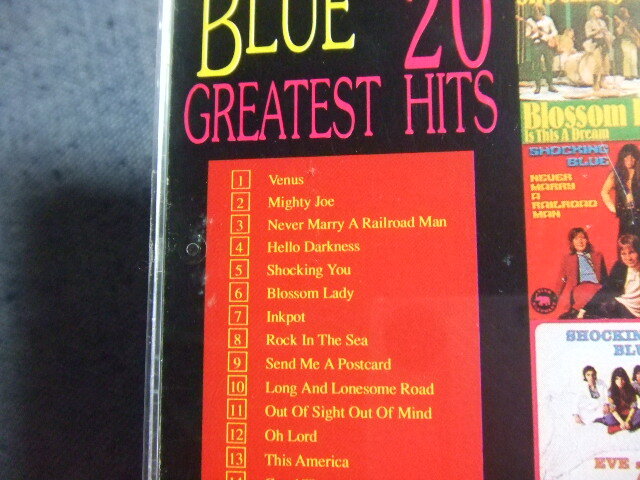 BLUE 20
GREATEST HITS
1 Venus
2 Mighty Joe
3 Never Marry A Railroad Man
4 Hello Darkness
5 Shocking You
6 Blossom Lady
7 Inkpot
8 Rock In The Sea
9 Send Me A Postcard
10 Long And Lonesome Road
11 Out Of Sight Out Of Mind
12 Oh Lord
13 This America
Blossom
Is This A Dream
SHOCKING
BLUE
NEVER
MARRY
A
RAILROAD
MAN
SHOCKIN
BLU
EVE